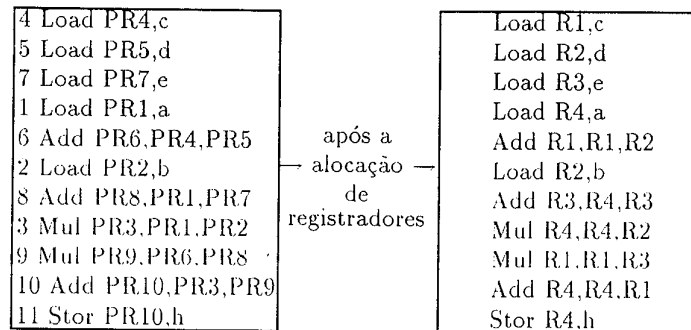 4 Load PR4,c
5 Load PR5,d
7 Load PR7,e
1 Load PR1,a
6 Add PR6,PR4,PR5
2 Load PR2,b
8 Add PR8,PR1,PR7
3 Mul PR3,PR1,PR2
9 Mul PR9,PR6,PR8
10 Add PR10,PR3,PR9
11 Stor PR10,h
após a
alocação
de
registradores
Load R1,c
Load R2,d
Load R3,e
Load R4,a
Add R1,R1,R2
Load R2,b
Add R3,R4,R3
Mul R4,R4,R2
Mul R1,R1,R3
Add R4,R4,R1
Stor R4,h